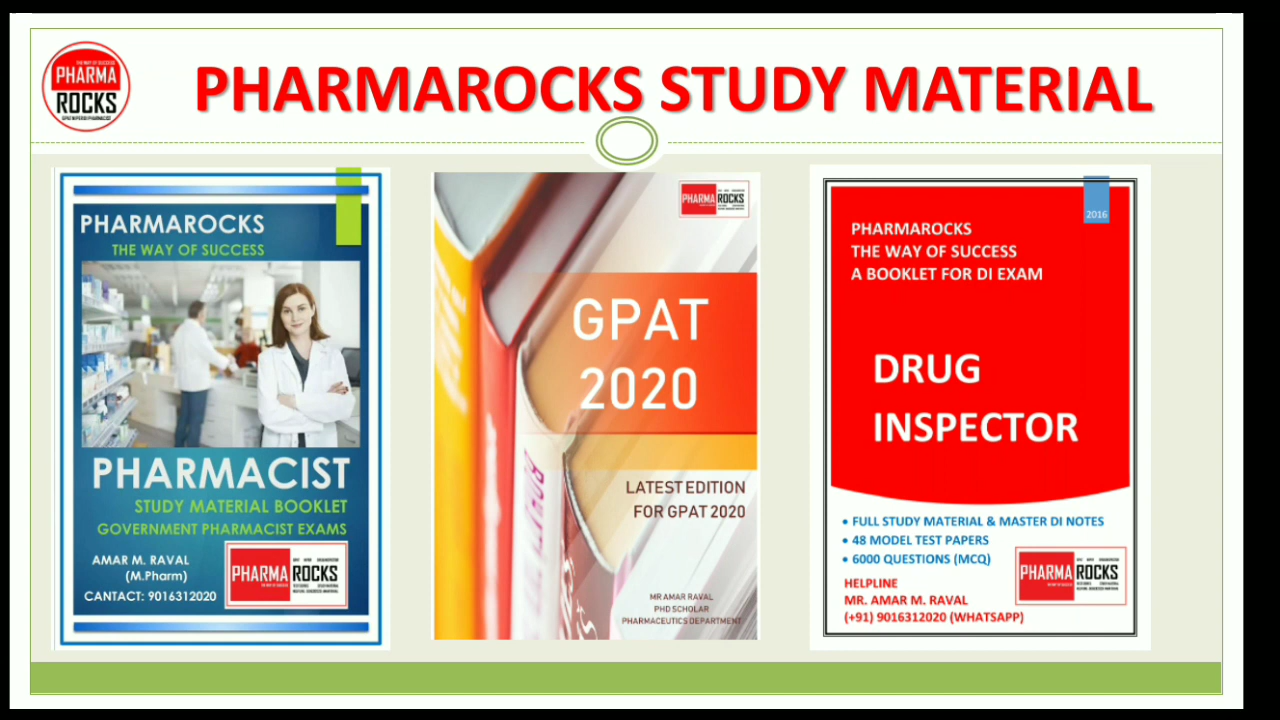 PHARMA
ROCKS
PHARMAROCKS STUDY MATERIAL
PHARMAROCKS
THE WAY OF SUCCESS
PHARMACIST
STUDY MATERIAL BOOKLET
GOVERNMENT PHARMACIST EXAMS
AMAR M. RAVAL
(M.Pharm)
CANTACT: 9016312020
PHARMA ROCKS
PHARMA ROCKS
GPAT
2020
LATEST EDITION
FOR GPAT 2020
MR AMAR RAVAL
PHD SCHOLAR
PHARMACEUTICS DEPARTMENT
2016
PHARMAROCKS
THE WAY OF SUCCESS
A BOOKLET FOR DI EXAM
DRUG
INSPECTOR
• FULL STUDY MATERIAL & MASTER DI NOTES
• 48 MODEL TEST PAPERS
• 6000 QUESTIONS (MCQ)
HELPLINE
MR. AMAR M. RAVAL
(+91) 9016312020 (WHATSAPP)
PHARMA ROCKS